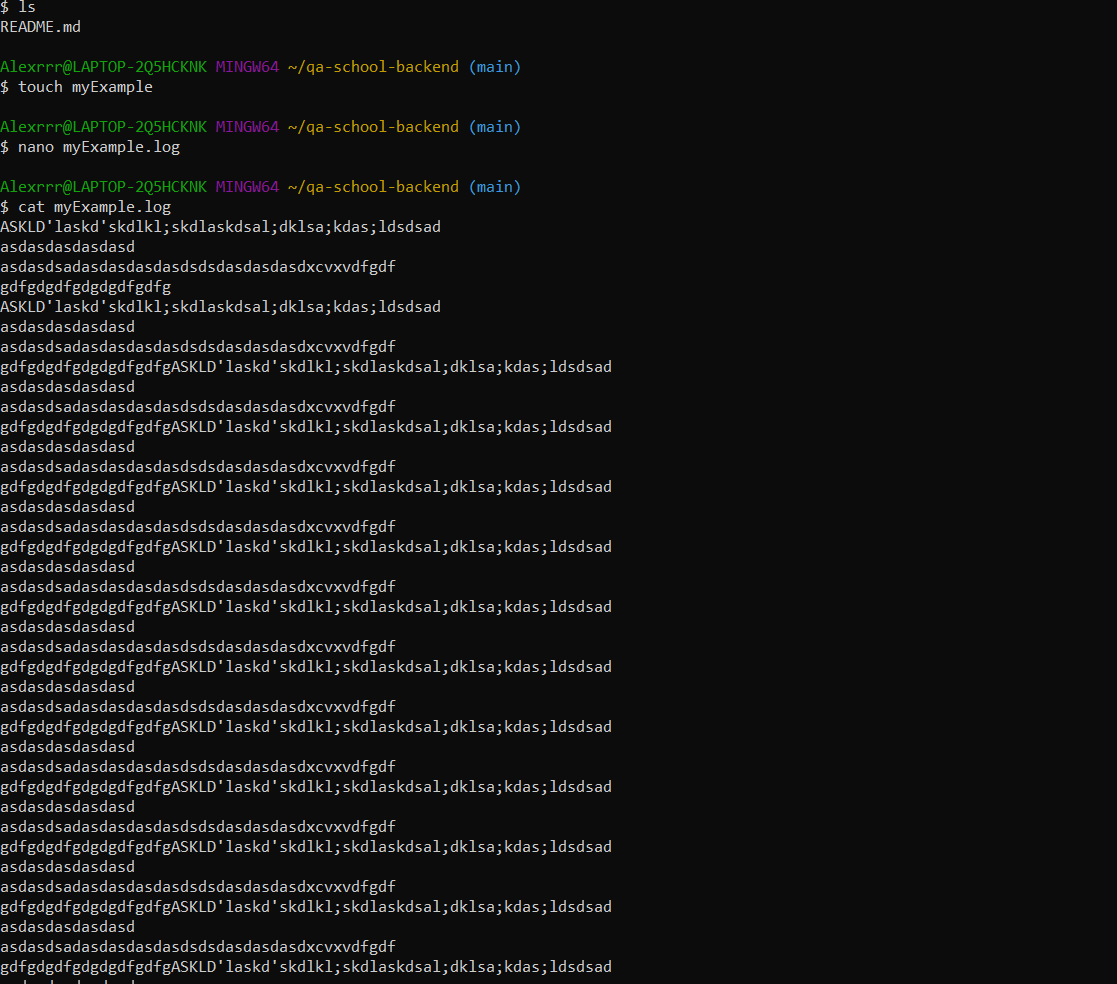 $ ls
README.md
Alexrrr@LAPTOP-2Q5HCKNK MINGW64 ~/qa-school-backend (main)
$ touch myExample
Alexrrr@LAPTOP-2Q5HCKNK MINGW64 ~/qa-school-backend (main)
$ nano myExample.log
Alexrrr@LAPTOP-2Q5HCKNK MINGW64 ~/qa-school-backend (main)
$ cat myExample.log
ASKLD'laskd'skdlkl;skdlaskdsal;dklsa;kdas;ldsdsad
asdasdasdasdasd
asdasdsadasdasdasdasdsdsdasdasdasdxcvxvdfgdf
gdfgdgdfgdgdgdfgdfg
ASKLD'laskd'skdlkl;skdlaskdsal;dklsa;kdas;ldsdsad
asdasdasdasdasd
asdasdsadasdasdasdasdsdsdasdasdasdxcvxvdfgdf
gdfgdgdfgdgdgdfgdfgASKLD'laskd'skdlkl;skdlaskdsal;dklsa;kdas;ldsdsad
asdasdasdasdasd
asdasdsadasdasdasdasdsdsdasdasdasdxcvxvdfgdf
gdfgdgdfgdgdgdfgdfgASKLD'laskd'skdlkl;skdlaskdsal;dklsa;kdas;ldsdsad
asdasdasdasdasd
asdasdsadasdasdasdasdsdsdasdasdasdxcvxvdfgdf
gdfgdgdfgdgdgdfgdfgASKLD'laskd'skdlkl;skdlaskdsal;dklsa;kdas;ldsdsad
asdasdasdasdasd
asdasdsadasdasdasdasdsdsdasdasdasdxcvxvdfgdf
gdfgdgdfgdgdgdfgdfgASKLD'laskd'skdlkl;skdlaskdsal;dklsa;kdas;ldsdsad
asdasdasdasdasd
asdasdsadasdasdasdasdsdsdasdasdasdxcvxvdfgdf
gdfgdgdfgdgdgdfgdfgASKLD'laskd'skdlkl;skdlaskdsal;dklsa;kdas;ldsdsad
asdasdasdasdasd
asdasdsadasdasdasdasdsdsdasdasdasdxcvxvdfgdf
gdfgdgdfgdgdgdfgdfgASKLD'laskd'skdlkl;skdlaskdsal;dklsa;kdas;ldsdsad
asdasdasdasdasd
asdasdsadasdasdasdasdsdsdasdasdasdxcvxvdfgdf
gdfgdgdfgdgdgdfgdfgASKLD'laskd'skdlkl;skdlaskdsal;dklsa;kdas;ldsdsad
asdasdasdasdasd
asdasdsadasdasdasdasdsdsdasdasdasdxcvxvdfgdf
gdfgdgdfgdgdgdfgdfgASKLD'laskd'skdlkl;skdlaskdsal;dklsa;kdas;ldsdsad
asdasdasdasdasd
asdasdsadasdasdasdasdsdsdasdasdasdxcvxvdfgdf
gdfgdgdfgdgdgdfgdfgASKLD'laskd'skdlkl;skdlaskdsal;dklsa;kdas;ldsdsad
asdasdasdasdasd
asdasdsadasdasdasdasdsdsdasdasdasdxcvxvdfgdf
gdfgdgdfgdgdgdfgdfgASKLD'laskd'skdlkl;skdlaskdsal;dklsa;kdas;ldsdsad
asdasdasdasdasd
asdasdsadasdasdasdasdsdsdasdasdasdxcvxvdfgdf
gdfgdgdfgdgdgdfgdfgASKLD'laskd'skdlkl;skdlaskdsal;dklsa;kdas;ldsdsad